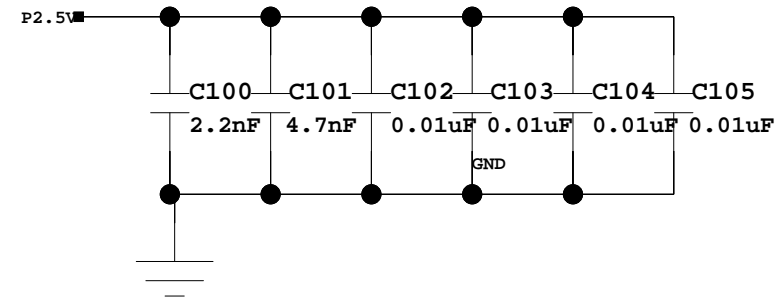 P2.5V
C100 C101 C102 C103 C104 C105
2.2nF 4.7nF 0.01uF 0.01uF 0.01uF 0.01uF
GND